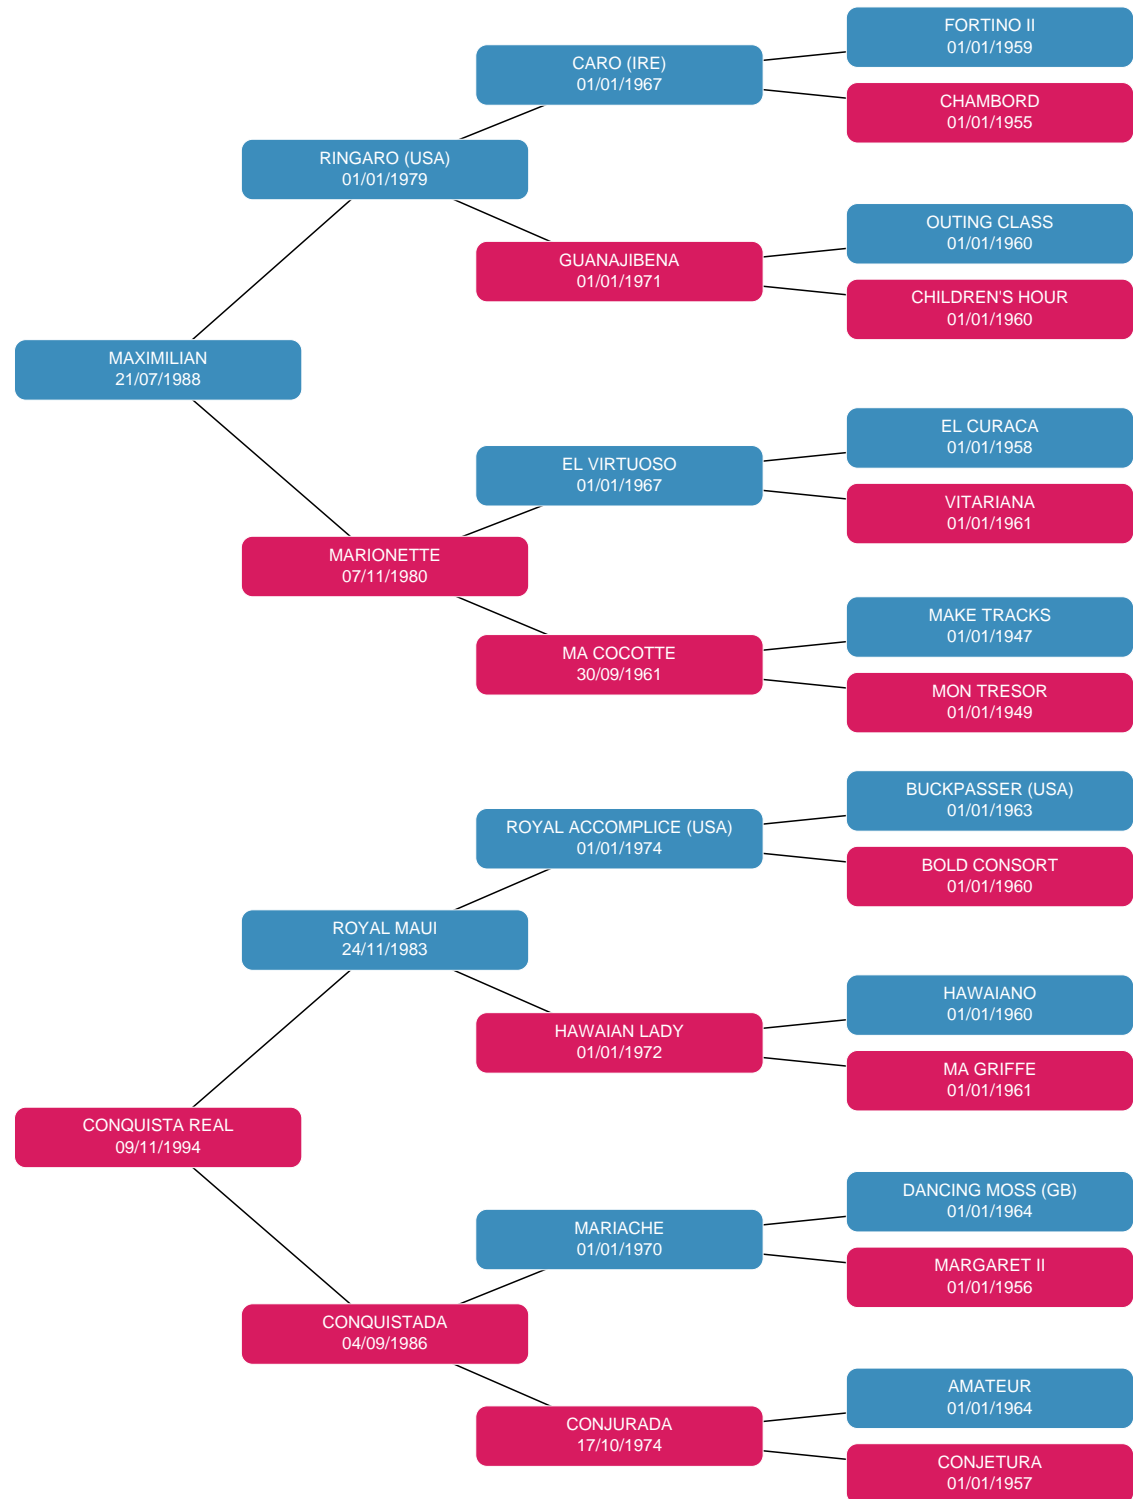 FORTINO II
01/01/1959
CARO (IRE)
01/01/1967
CHAMBORD
01/01/1955
RINGARO (USA)
01/01/1979
OUTING CLASS
01/01/1960
GUANAJIBENA
01/01/1971
CHILDREN'S HOUR
01/01/1960
MAXIMILIAN
21/07/1988
EL CURACA
01/01/1958
EL VIRTUOSO
01/01/1967
VITARIANA
01/01/1961
MARIONETTE
07/11/1980
MAKE TRACKS
01/01/1947
MA COCOTTE
30/09/1961
MON TRESOR
01/01/1949
BUCKPASSER (USA)
01/01/1963
ROYAL ACCOMPLICE (USA)
01/01/1974
BOLD CONSORT
01/01/1960
ROYAL MAUI
24/11/1983
HAWAIANO
01/01/1960
HAWAIAN LADY
01/01/1972
MA GRIFFE
01/01/1961
CONQUISTA REAL
09/11/1994
DANCING MOSS (GB)
01/01/1964
MARIACHE
01/01/1970
MARGARET II
01/01/1956
CONQUISTADA
04/09/1986
AMATEUR
01/01/1964
CONJURADA
17/10/1974
CONJETURA
01/01/1957